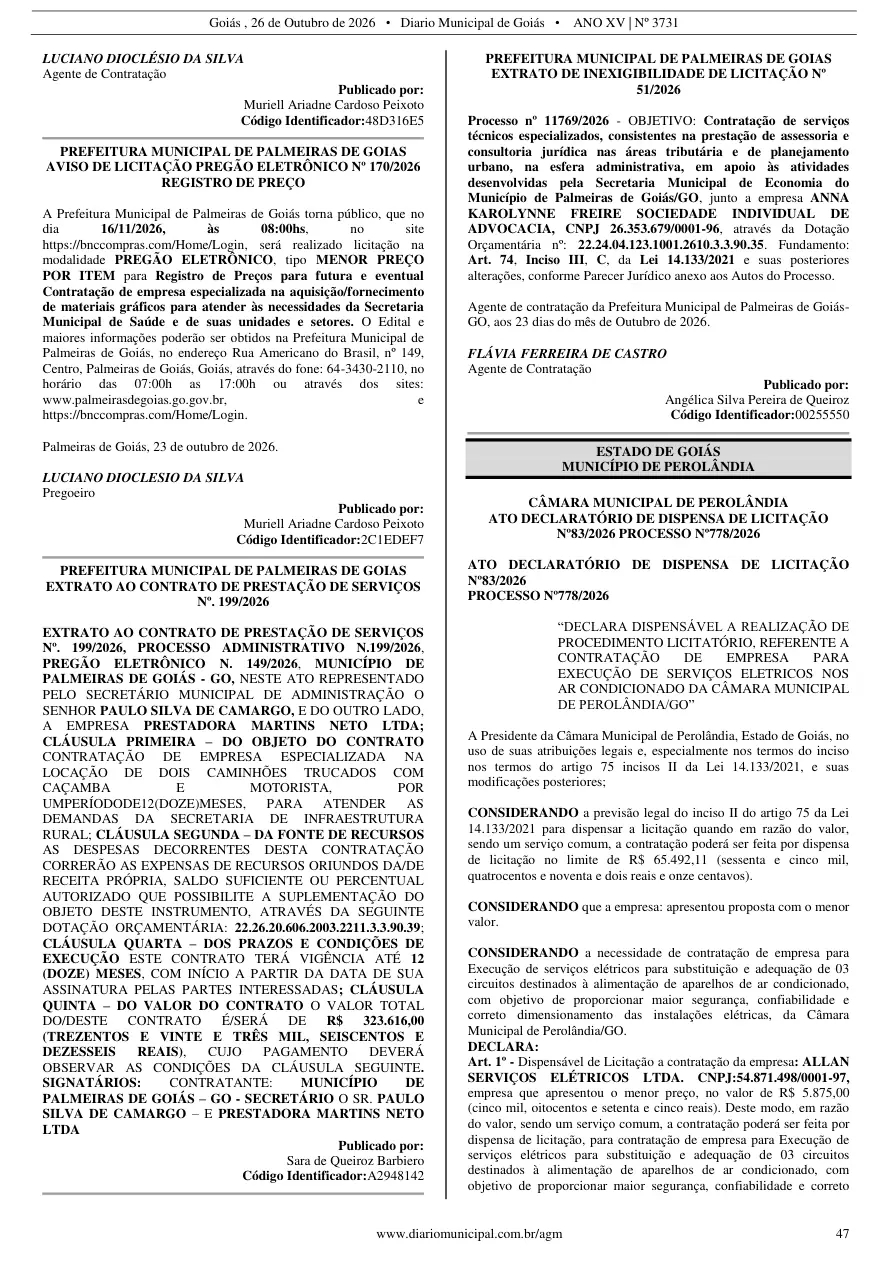 Goiás , 26 de Outubro de 2026 • Diario Municipal de Goiás • ANO XV | Nº 3731
LUCIANO DIOCLÉSIO DA SILVA
Agente de Contratação
Publicado por:
Muriell Ariadne Cardoso Peixoto
Código Identificador:48D316E5
PREFEITURA MUNICIPAL DE PALMEIRAS DE GOIAS
AVISO DE LICITAÇÃO PREGÃO ELETRÔNICO Nº 170/2026
REGISTRO DE PREÇO
A Prefeitura Municipal de Palmeiras de Goiás torna público, que no
dia 16/11/2026, às 08:00hs, no site
https://bnccompras.com/Home/Login, será realizado licitação na
modalidade PREGÃO ELETRÔNICO, tipo MENOR PREÇO
POR ITEM para Registro de Preços para futura e eventual
Contratação de empresa especializada na aquisição/fornecimento
de materiais gráficos para atender às necessidades da Secretaria
Municipal de Saúde e de suas unidades e setores. O Edital e
maiores informações poderão ser obtidos na Prefeitura Municipal de
Palmeiras de Goiás, no endereço Rua Americano do Brasil, nº 149,
Centro, Palmeiras de Goiás, Goiás, através do fone: 64-3430-2110, no
horário das 07:00h as 17:00h ou através dos sites:
www.palmeirasdegoias.go.gov.br, e
https://bnccompras.com/Home/Login.
Palmeiras de Goiás, 23 de outubro de 2026.
LUCIANO DIOCLESIO DA SILVA
Pregoeiro
Publicado por:
Muriell Ariadne Cardoso Peixoto
Código Identificador:2C1EDEF7
PREFEITURA MUNICIPAL DE PALMEIRAS DE GOIAS
EXTRATO AO CONTRATO DE PRESTAÇÃO DE SERVIÇOS
Nº. 199/2026
EXTRATO AO CONTRATO DE PRESTAÇÃO DE SERVIÇOS
Nº. 199/2026, PROCESSO ADMINISTRATIVO N.199/2026,
PREGÃO ELETRÔNICO N. 149/2026, MUNICÍPIO DE
PALMEIRAS DE GOIÁS - GO, NESTE ATO REPRESENTADO
PELO SECRETÁRIO MUNICIPAL DE ADMINISTRAÇÃO O
SENHOR PAULO SILVA DE CAMARGO, E DO OUTRO LADO,
A EMPRESA PRESTADORA MARTINS NETO LTDA;
CLÁUSULA PRIMEIRA – DO OBJETO DO CONTRATO
CONTRATAÇÃO DE EMPRESA ESPECIALIZADA NA
LOCAÇÃO DE DOIS CAMINHÕES TRUCADOS COM
CAÇAMBA E MOTORISTA, POR
UMPERÍODODE12(DOZE)MESES, PARA ATENDER AS
DEMANDAS DA SECRETARIA DE INFRAESTRUTURA
RURAL; CLÁUSULA SEGUNDA – DA FONTE DE RECURSOS
AS DESPESAS DECORRENTES DESTA CONTRATAÇÃO
CORRERÃO AS EXPENSAS DE RECURSOS ORIUNDOS DA/DE
RECEITA PRÓPRIA, SALDO SUFICIENTE OU PERCENTUAL
AUTORIZADO QUE POSSIBILITE A SUPLEMENTAÇÃO DO
OBJETO DESTE INSTRUMENTO, ATRAVÉS DA SEGUINTE
DOTAÇÃO ORÇAMENTÁRIA: 22.26.20.606.2003.2211.3.3.90.39;
CLÁUSULA QUARTA – DOS PRAZOS E CONDIÇÕES DE
EXECUÇÃO ESTE CONTRATO TERÁ VIGÊNCIA ATÉ 12
(DOZE) MESES, COM INÍCIO A PARTIR DA DATA DE SUA
ASSINATURA PELAS PARTES INTERESSADAS; CLÁUSULA
QUINTA – DO VALOR DO CONTRATO O VALOR TOTAL
DO/DESTE CONTRATO É/SERÁ DE R$ 323.616,00
(TREZENTOS E VINTE E TRÊS MIL, SEISCENTOS E
DEZESSEIS REAIS), CUJO PAGAMENTO DEVERÁ
OBSERVAR AS CONDIÇÕES DA CLÁUSULA SEGUINTE.
SIGNATÁRIOS: CONTRATANTE: MUNICÍPIO DE
PALMEIRAS DE GOIÁS – GO - SECRETÁRIO O SR. PAULO
SILVA DE CAMARGO – E PRESTADORA MARTINS NETO
LTDA
Publicado por:
Sara de Queiroz Barbiero
Código Identificador:A2948142
PREFEITURA MUNICIPAL DE PALMEIRAS DE GOIAS
EXTRATO DE INEXIGIBILIDADE DE LICITAÇÃO Nº
51/2026
Processo nº 11769/2026 - OBJETIVO: Contratação de serviços
técnicos especializados, consistentes na prestação de assessoria e
consultoria jurídica nas áreas tributária e de planejamento
urbano, na esfera administrativa, em apoio às atividades
desenvolvidas pela Secretaria Municipal de Economia do
Município de Palmeiras de Goiás/GO, junto a empresa ANNA
KAROLYNNE FREIRE SOCIEDADE INDIVIDUAL DE
ADVOCACIA, CNPJ 26.353.679/0001-96, através da Dotação
Orçamentária nº: 22.24.04.123.1001.2610.3.3.90.35. Fundamento:
Art. 74, Inciso III, C, da Lei 14.133/2021 e suas posteriores
alterações, conforme Parecer Jurídico anexo aos Autos do Processo.
Agente de contratação da Prefeitura Municipal de Palmeiras de Goiás-
GO, aos 23 dias do mês de Outubro de 2026.
FLÁVIA FERREIRA DE CASTRO
Agente de Contratação
Publicado por:
Angélica Silva Pereira de Queiroz
Código Identificador:00255550
ESTADO DE GOIÁS
MUNICÍPIO DE PEROLÂNDIA
CÂMARA MUNICIPAL DE PEROLÂNDIA
ATO DECLARATÓRIO DE DISPENSA DE LICITAÇÃO
Nº83/2026 PROCESSO Nº778/2026
ATO DECLARATÓRIO DE DISPENSA DE LICITAÇÃO
Nº83/2026
PROCESSO Nº778/2026
“DECLARA DISPENSÁVEL A REALIZAÇÃO DE
PROCEDIMENTO LICITATÓRIO, REFERENTE A
CONTRATAÇÃO DE EMPRESA PARA
EXECUÇÃO DE SERVIÇOS ELETRICOS NOS
AR CONDICIONADO DA CÂMARA MUNICIPAL
DE PEROLÂNDIA/GO”
A Presidente da Câmara Municipal de Perolândia, Estado de Goiás, no
uso de suas atribuições legais e, especialmente nos termos do inciso
nos termos do artigo 75 incisos II da Lei 14.133/2021, e suas
modificações posteriores;
CONSIDERANDO a previsão legal do inciso II do artigo 75 da Lei
14.133/2021 para dispensar a licitação quando em razão do valor,
sendo um serviço comum, a contratação poderá ser feita por dispensa
de licitação no limite de R$ 65.492,11 (sessenta e cinco mil,
quatrocentos e noventa e dois reais e onze centavos).
CONSIDERANDO que a empresa: apresentou proposta com o menor
valor.
CONSIDERANDO a necessidade de contratação de empresa para
Execução de serviços elétricos para substituição e adequação de 03
circuitos destinados à alimentação de aparelhos de ar condicionado,
com objetivo de proporcionar maior segurança, confiabilidade e
correto dimensionamento das instalações elétricas, da Câmara
Municipal de Perolândia/GO.
DECLARA:
Art. 1º - Dispensável de Licitação a contratação da empresa: ALLAN
SERVIÇOS ELÉTRICOS LTDA. CNPJ:54.871.498/0001-97,
empresa que apresentou o menor preço, no valor de R$ 5.875,00
(cinco mil, oitocentos e setenta e cinco reais). Deste modo, em razão
do valor, sendo um serviço comum, a contratação poderá ser feita por
dispensa de licitação, para contratação de empresa para Execução de
serviços elétricos para substituição e adequação de 03 circuitos
destinados à alimentação de aparelhos de ar condicionado, com
objetivo de proporcionar maior segurança, confiabilidade e correto
www.diariomunicipal.com.br/agm 47